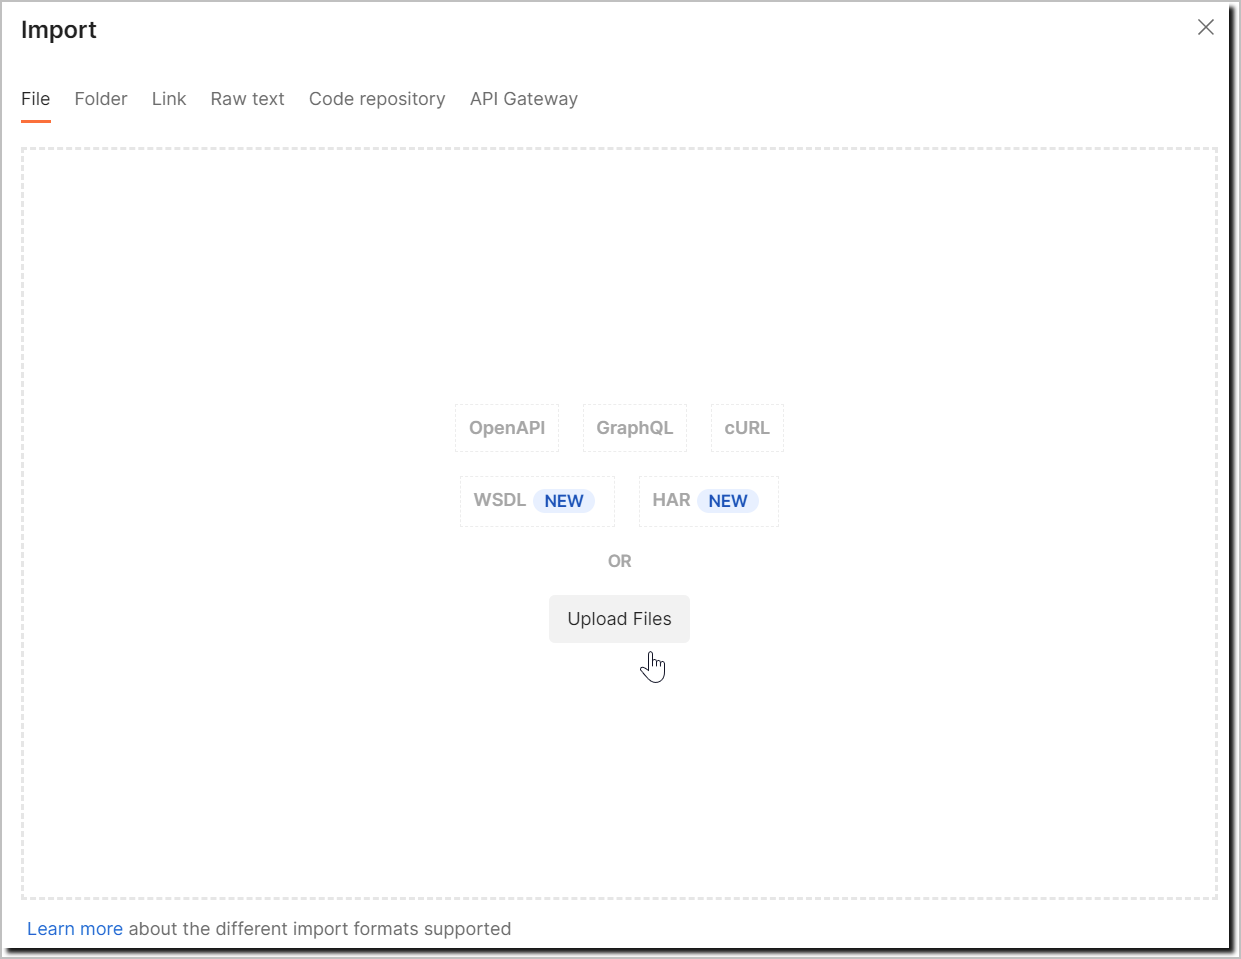 Import
File Folder Link Raw text Code repository API Gateway
OpenAPI GraphQL cURL
WSDL NEW HAR NEW
OR
Upload Files
Learn more about the different import formats supported